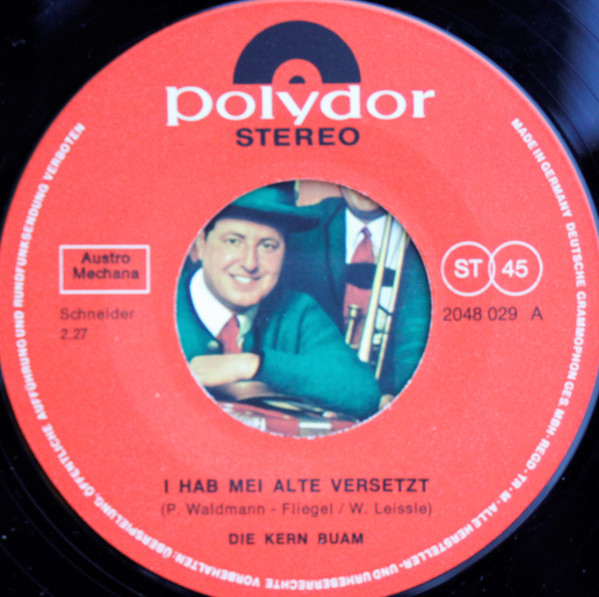 polydor
STEREO
Austro
Mechana
Schneider
2.27
ST 45
2048 029 A
I HAB MEI ALTE VERSETZT
(P. Waldmann - Fliegel / W. Leissle)
DIE KERN BUAM
MADE IN GERMANY DEUTSCHE GRAMMOPHON GES. MBH · REGD · TR · M · ALLE HERSTELLER- UND URHEBERRECHTE VORBEHALTEN: ÜBERSPIELUNG, ÖFFENTLICHE AUFFÜHRUNG UND RUNDFUNKSENDUNG VERBOTEN